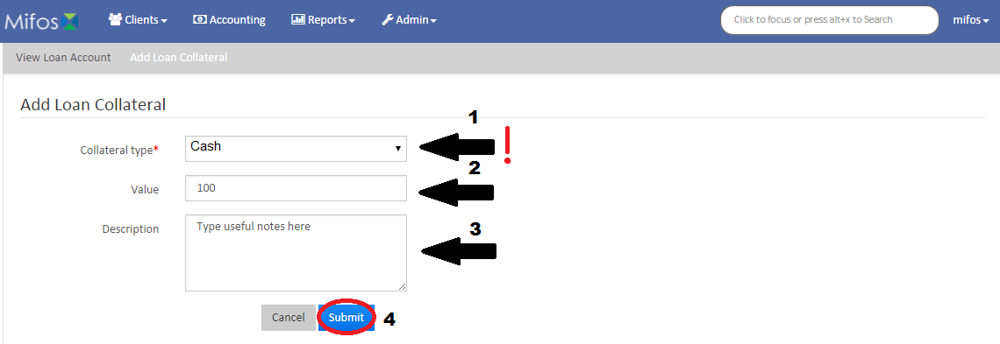 Mifos Clients Accounting Reports Admin Click to focus or press alt+x to Search mifos
View Loan Account Add Loan Collateral
Add Loan Collateral
1
Collateral type* Cash !
2
Value 100
Description Type useful notes here 3
Cancel Submit 4